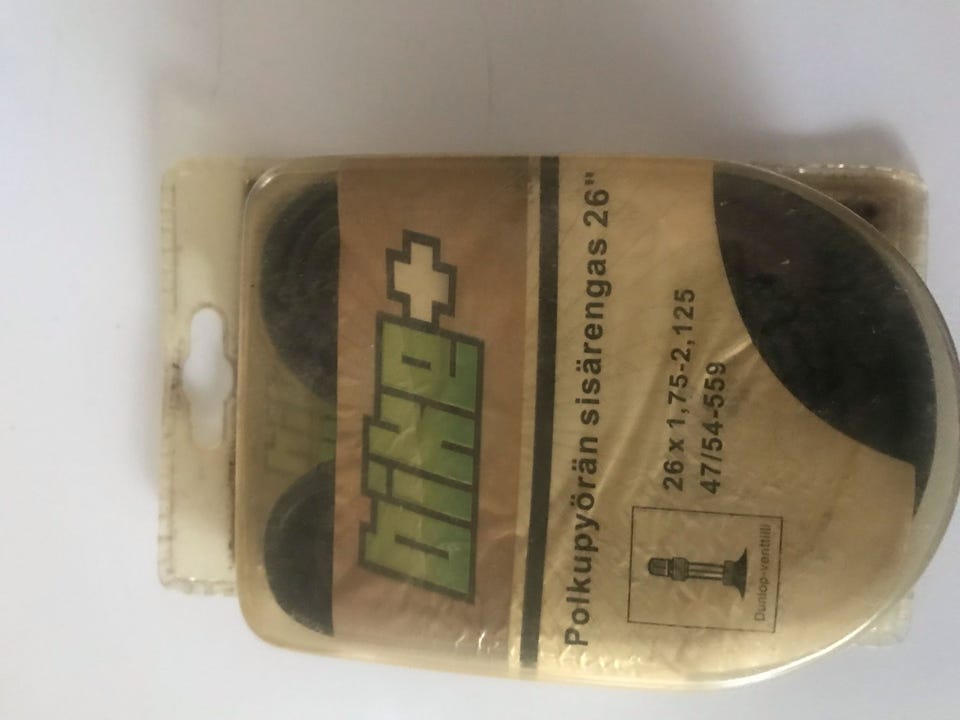 bike+
Polkupyörän sisärengas 26"
26 x 1,75-2,125
47/54-559
Dunlop-venttiili